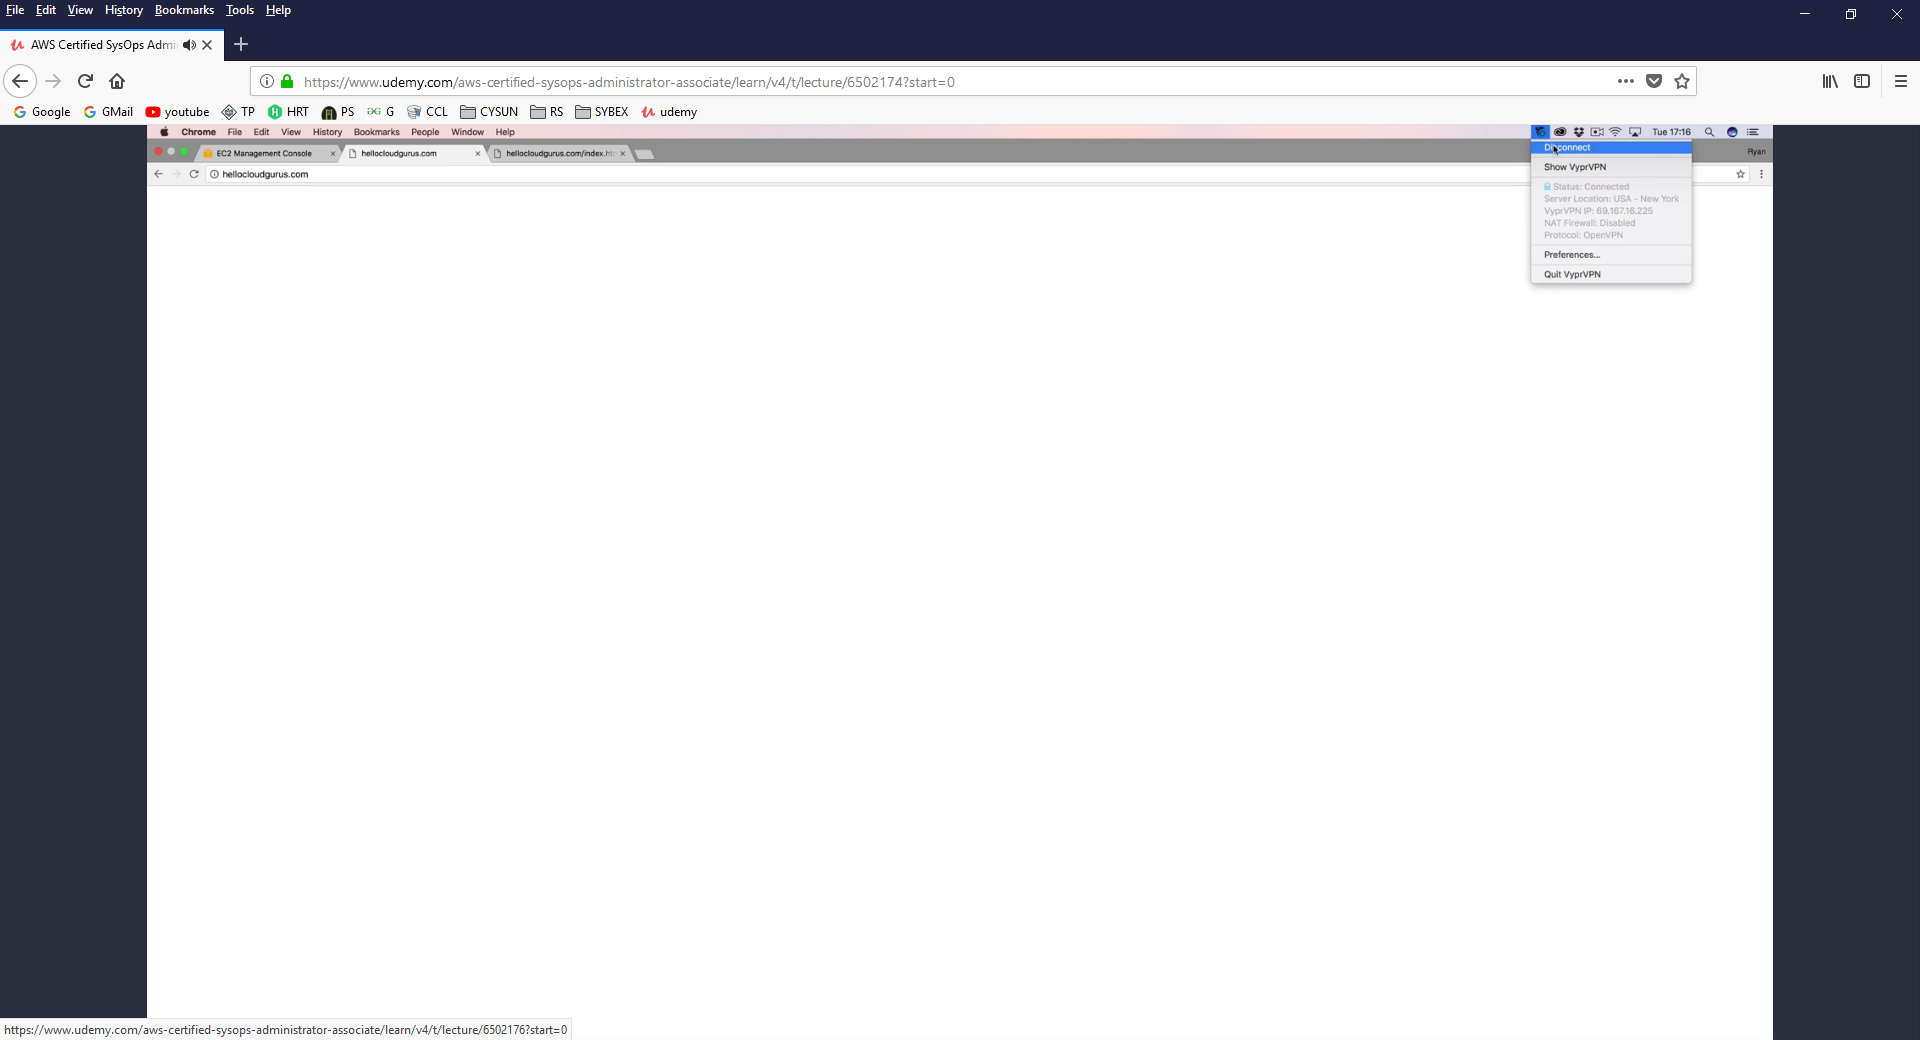 File Edit View History Bookmarks Tools Help
AWS Certified SysOps Admi
https://www.udemy.com/aws-certified-sysops-administrator-associate/learn/v4/t/lecture/6502174?start=0
Google GMail youtube TP HRT PS G CCL CYSUN RS SYBEX udemy
Chrome File Edit View History Bookmarks People Window Help Tue 17:16
EC2 Management Console hellocloudgurus.com hellocloudgurus.com/index.ht Ryan
hellocloudgurus.com
Disconnect
Show VyprVPN
Status: Connected
Server Location: USA - New York
VyprVPN IP: 69.167.16.225
NAT Firewall: Disabled
Protocol: OpenVPN
Preferences...
Quit VyprVPN
https://www.udemy.com/aws-certified-sysops-administrator-associate/learn/v4/t/lecture/6502176?start=0